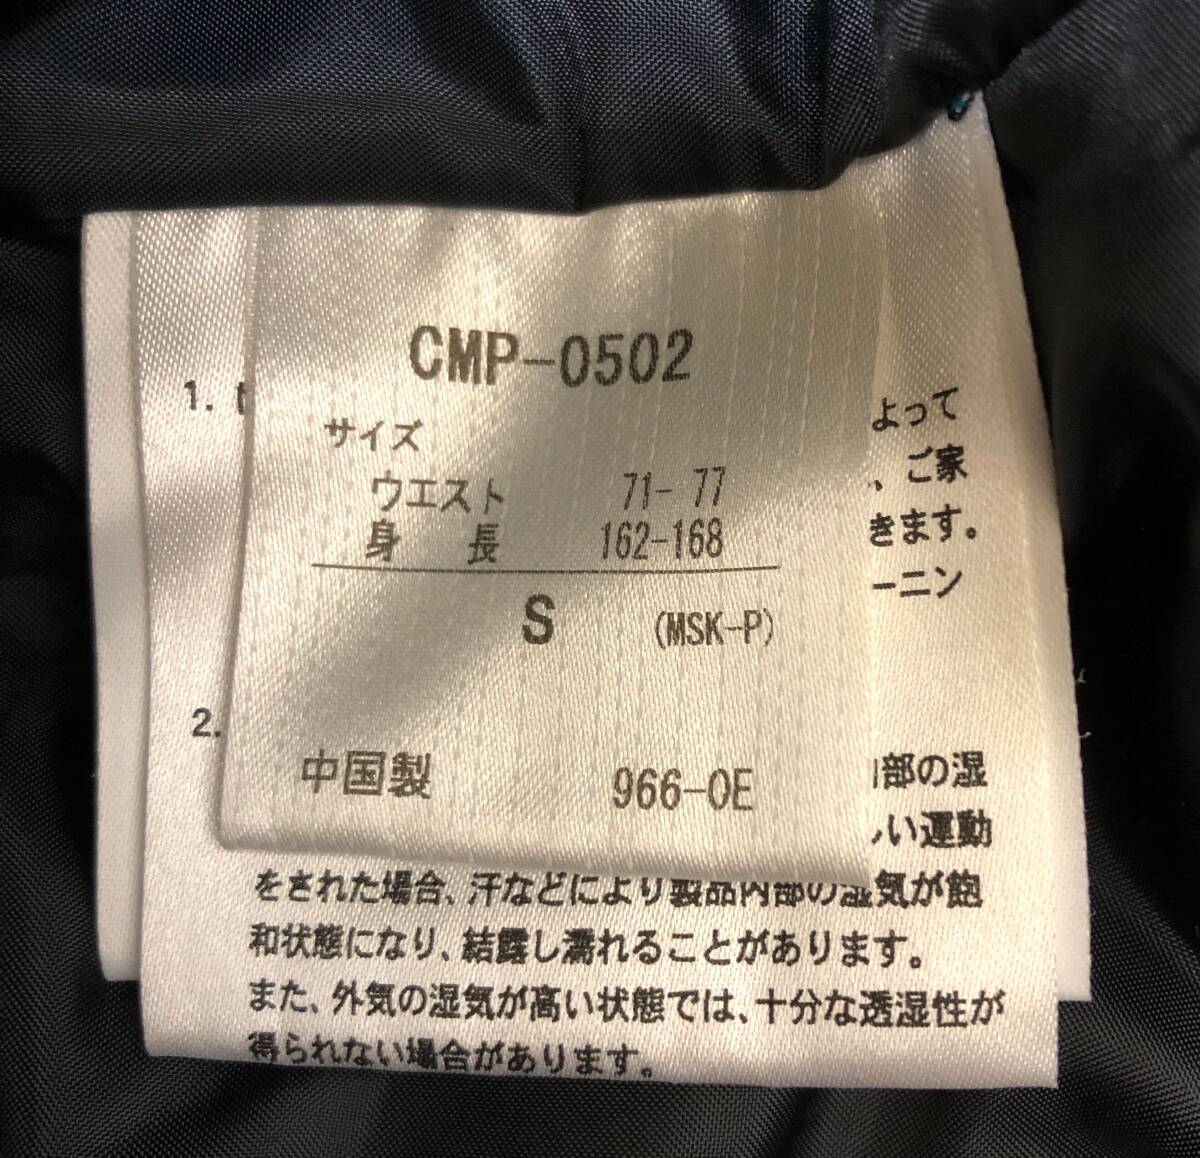 CMP-0502
サイズ
ウエスト 71- 77
身 長 162-168
S (MSK-P)
中国製 966-0E
1.
よって
、ご家
きます。
ーニン
2.
部の湿
い運動
をされた場合、汗などにより製品内部の湿気が飽
和状態になり、結露し濡れることがあります。
また、外気の湿気が高い状態では、十分な透湿性が
得られない場合があります。